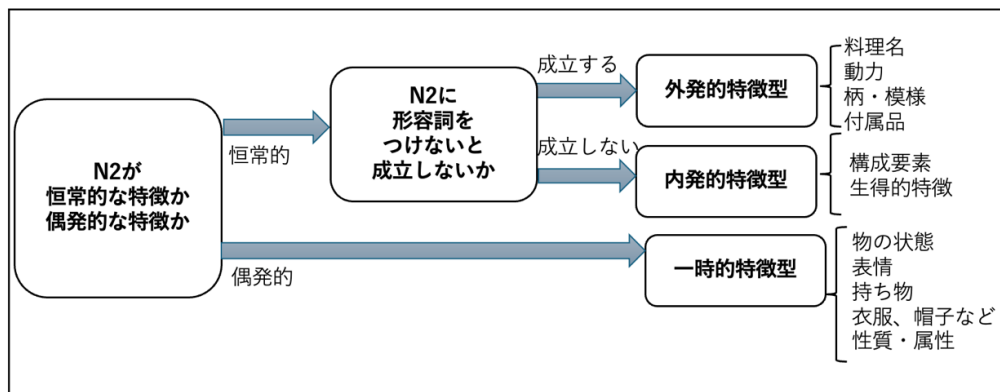 N2が
恒常的な特徴か
偶発的な特徴か
恒常的
偶発的
N2に
形容詞を
つけないと
成立しないか
成立する
成立しない
外発的特徴型
料理名
動力
柄・模様
付属品
内発的特徴型
構成要素
生得的特徴
一時的特徴型
物の状態
表情
持ち物
衣服、帽子など
性質・属性